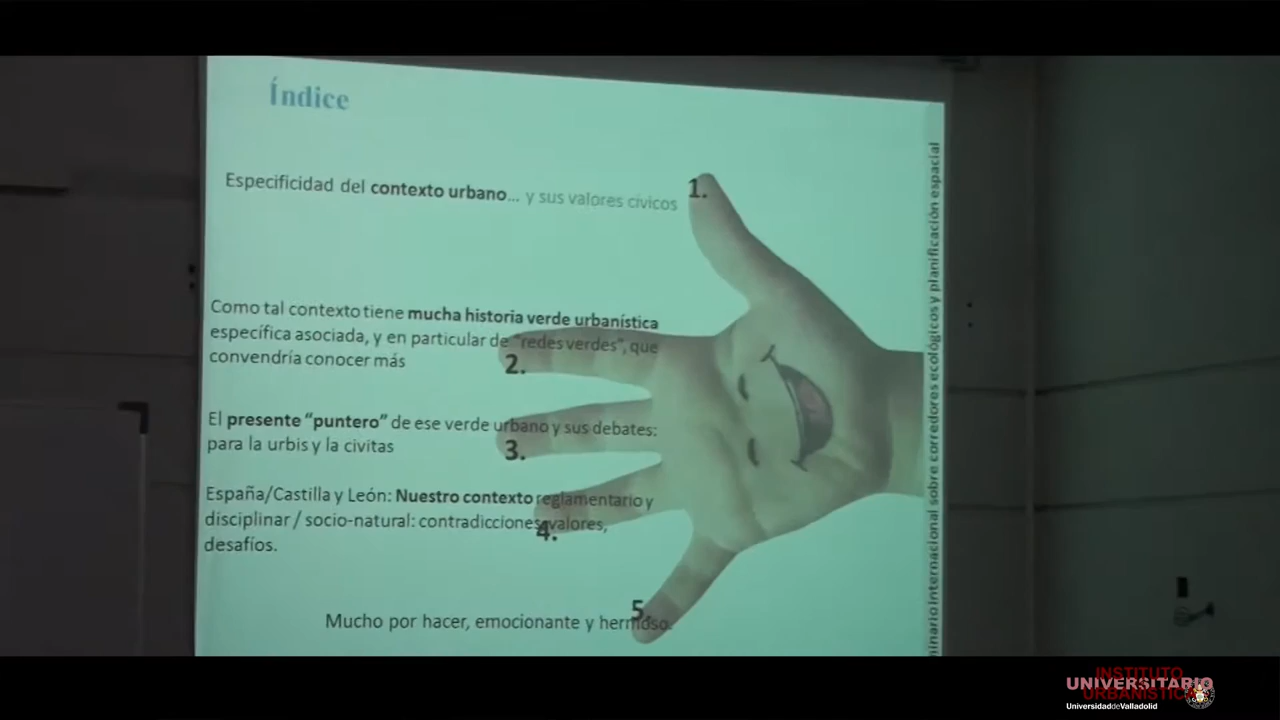 Índice
Especificidad del contexto urbano... y sus valores cívicos
1.
Como tal contexto tiene mucha historia verde urbanística
específica asociada, y en particular de "redes verdes", que
convendría conocer más
2.
El presente "puntero" de ese verde urbano y sus debates:
para la urbis y la civitas
3.
España/Castilla y León: Nuestro contexto reglamentario y
disciplinar / socio-natural: contradicciones, valores,
desafíos.
4.
5.
Mucho por hacer, emocionante y hermoso.
internacional sobre corredores ecológicos y planificación espacial
INSTITUTO
UNIVERSITARIO
URBANÍSTICA
UniversidaddeValladolid